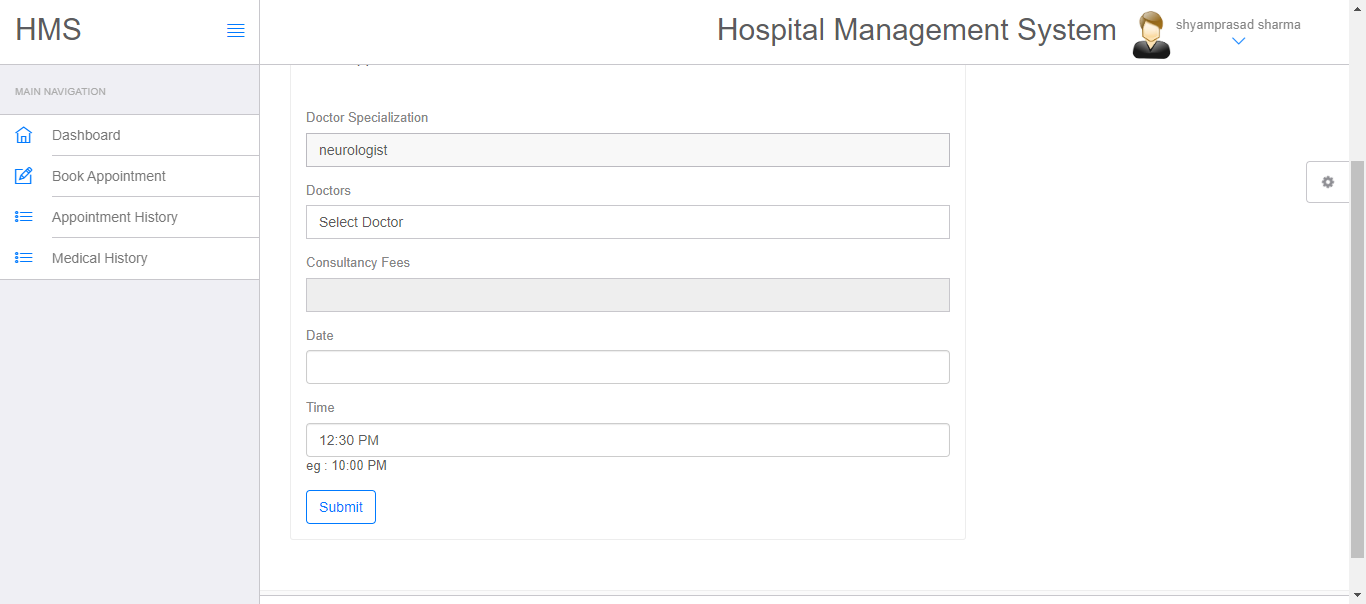 HMS
Hospital Management System
shyamprasad sharma
MAIN NAVIGATION
Dashboard
Book Appointment
Appointment History
Medical History
Doctor Specialization
neurologist
Doctors
Select Doctor
Consultancy Fees
Date
Time
12:30 PM
eg : 10:00 PM
Submit